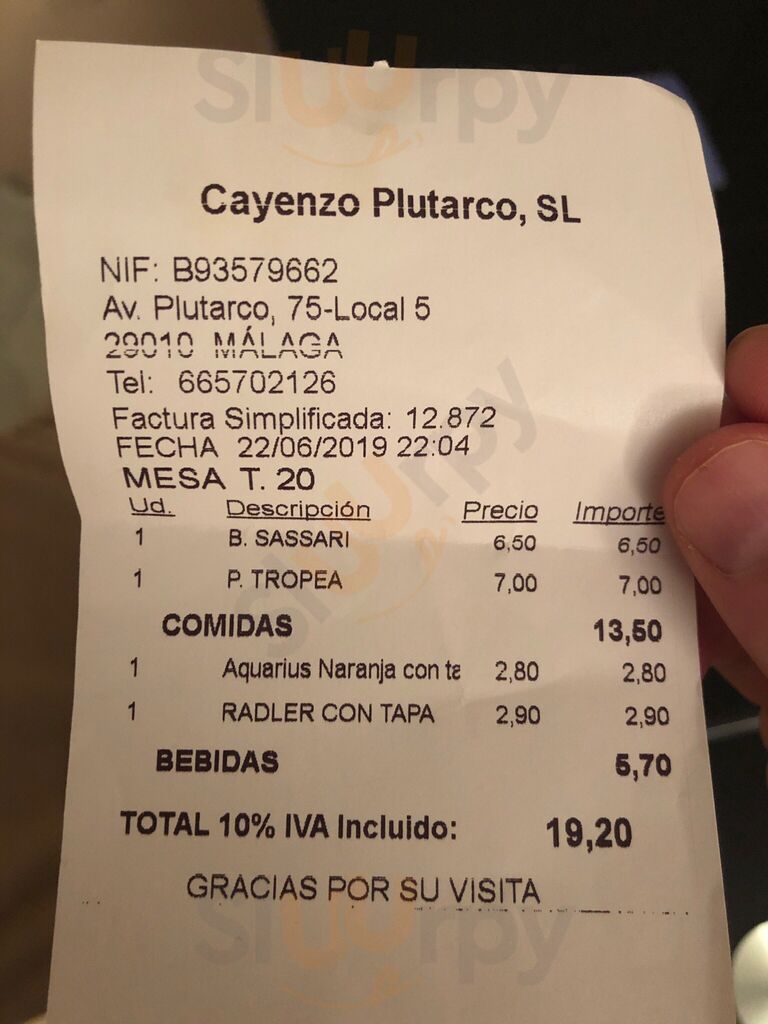 sluurpy
Cayenzo Plutarco, SL
NIF: B93579662
Av. Plutarco, 75-Local 5
29010 MÁLAGA
Tel: 665702126
Factura Simplificada: 12.872
FECHA 22/06/2019 22:04
MESA T. 20
Ud. Descripción Precio Importe
1 B. SASSARI 6,50 6,50
1 P. TROPEA 7,00 7,00
COMIDAS 13,50
1 Aquarius Naranja con ta 2,80 2,80
1 RADLER CON TAPA 2,90 2,90
BEBIDAS 5,70
TOTAL 10% IVA Incluido: 19,20
GRACIAS POR SU VISITA
sluurpy